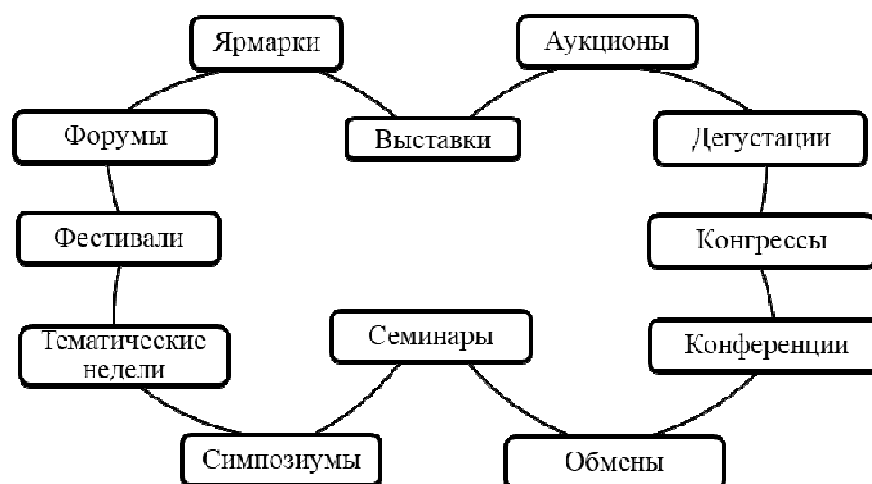 Ярмарки
Аукционы
Форумы
Выставки
Дегустации
Фестивали
Конгрессы
Тематические
недели
Семинары
Конференции
Симпозиумы
Обмены